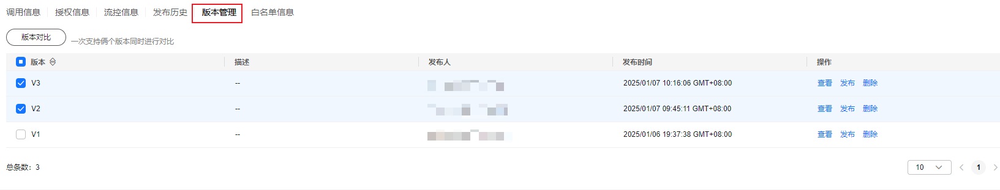 调用信息 授权信息 流控信息 发布历史 版本管理 白名单信息
版本对比 一次支持俩个版本同时进行对比
版本 描述 发布人 发布时间 操作
V3 -- 2025/01/07 10:16:06 GMT+08:00 查看 发布 删除
V2 -- 2025/01/07 09:45:11 GMT+08:00 查看 发布 删除
V1 -- 2025/01/06 19:37:38 GMT+08:00 查看 发布 删除
总条数：3 10 1